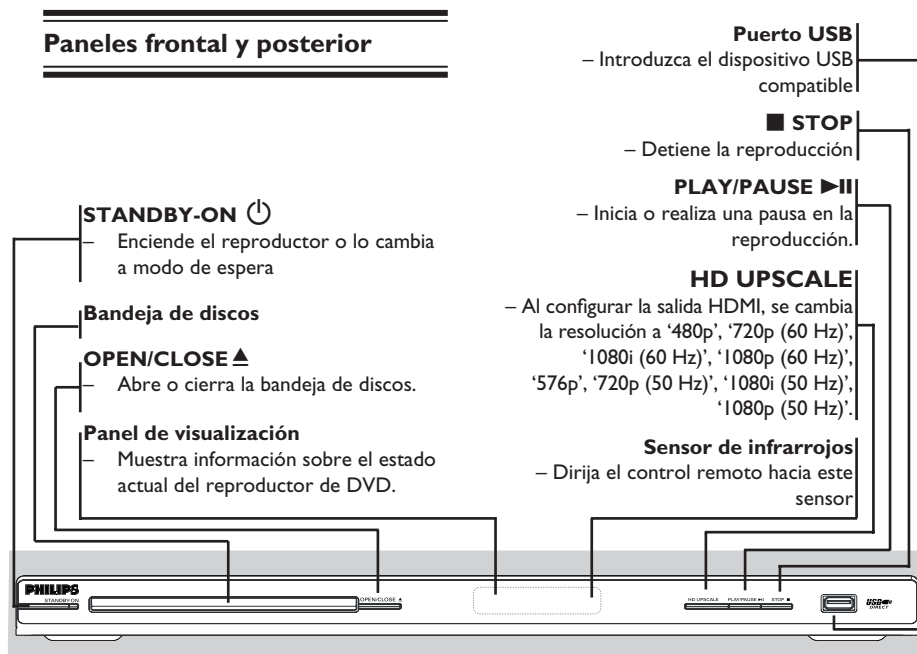 Paneles frontal y posterior
STANDBY-ON
– Enciende el reproductor o lo cambia
a modo de espera
Bandeja de discos
OPEN/CLOSE ≜
– Abre o cierra la bandeja de discos.
Panel de visualización
– Muestra información sobre el estado
actual del reproductor de DVD.
Puerto USB
– Introduzca el dispositivo USB
compatible
■ STOP
– Detiene la reproducción
PLAY/PAUSE ►II
– Inicia o realiza una pausa en la
reproducción.
HD UPSCALE
– Al configurar la salida HDMI, se cambia
la resolución a ‘480p’, ‘720p (60 Hz)’,
‘1080i (60 Hz)’, ‘1080p (60 Hz)’,
‘576p’, ‘720p (50 Hz)’, ‘1080i (50 Hz)’,
‘1080p (50 Hz)’.
Sensor de infrarrojos
– Dirija el control remoto hacia este
sensor
PHILIPS
STANDBY-ON
OPEN/CLOSE ≜
HD UPSCALE PLAY/PAUSE ►II STOP ■
USB
DIRECT